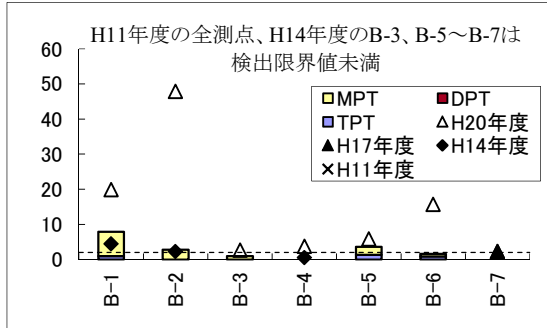 H11年度の全測点、H14年度のB-3、B-5～B-7は
検出限界値未満
60
50
40
30
20
10
0
MPT DPT
TPT H20年度
H17年度 H14年度
H11年度
B-1 B-2 B-3 B-4 B-5 B-6 B-7